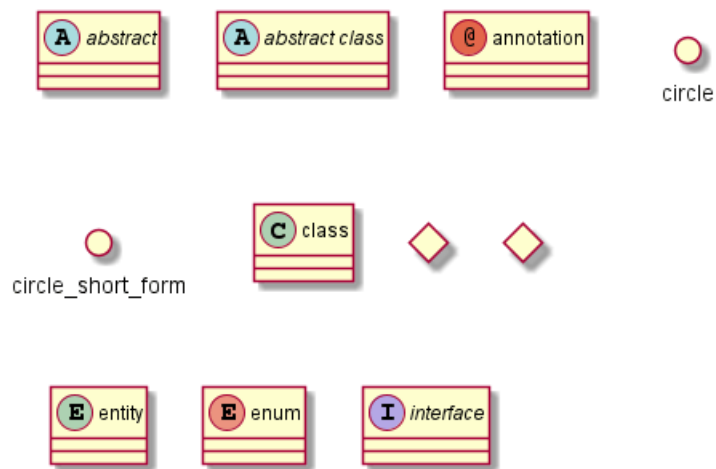 A abstract
A abstract class
@ annotation
circle
circle_short_form
C class
E entity
E enum
I interface